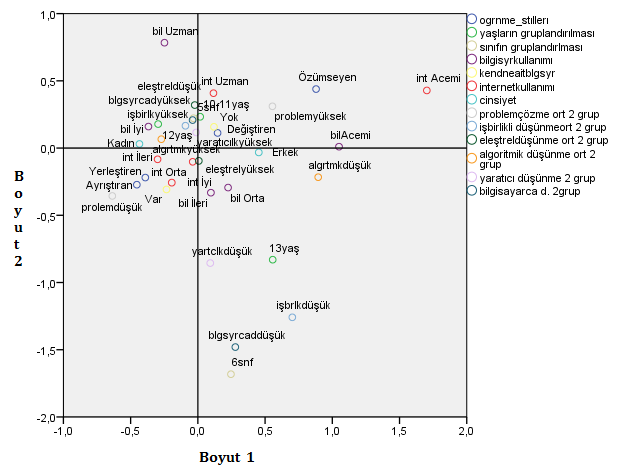 1,0
0,5
0,0
-0,5
-1,0
-1,5
-2,0
-1,0
-0,5
0,0
0,5
1,0
1,5
2,0
B
o
y
u
t
2
Boyut 1
bil Uzman
eleştreldüşük
int Uzman
Özümseyen
int Acemi
blgsyrcadyüksek
10-11yaş
işbirlkyüksek
5snf
Yok
problemyüksek
bil İyi
12yaş
Değiştiren
Kadın
yaratıcılkyüksek
bilAcemi
algrtmkyüksek
Erkek
int İleri
Yerleştiren
int Orta
eleştrelyüksek
algrtmkdüşük
Ayrıştıran
int İyi
Var
bil İleri
bil Orta
prolemdüşük
yartclkdüşük
13yaş
işbrlkdüşük
blgsyrcaddüşük
6snf
ogrnme_stılleri
yaşların gruplandırılması
sınıfın gruplandırılması
bilgisyrkullanımı
kendneaitblgsyr
internetkullanımı
cinsiyet
problemçözme ort 2 grup
işbirlikli düşünmeort 2 grup
eleştreldüşünme ort 2 grup
algoritmik düşünme ort 2
grup
yaratıcı düşünme 2 grup
bilgisayarca d. 2grup